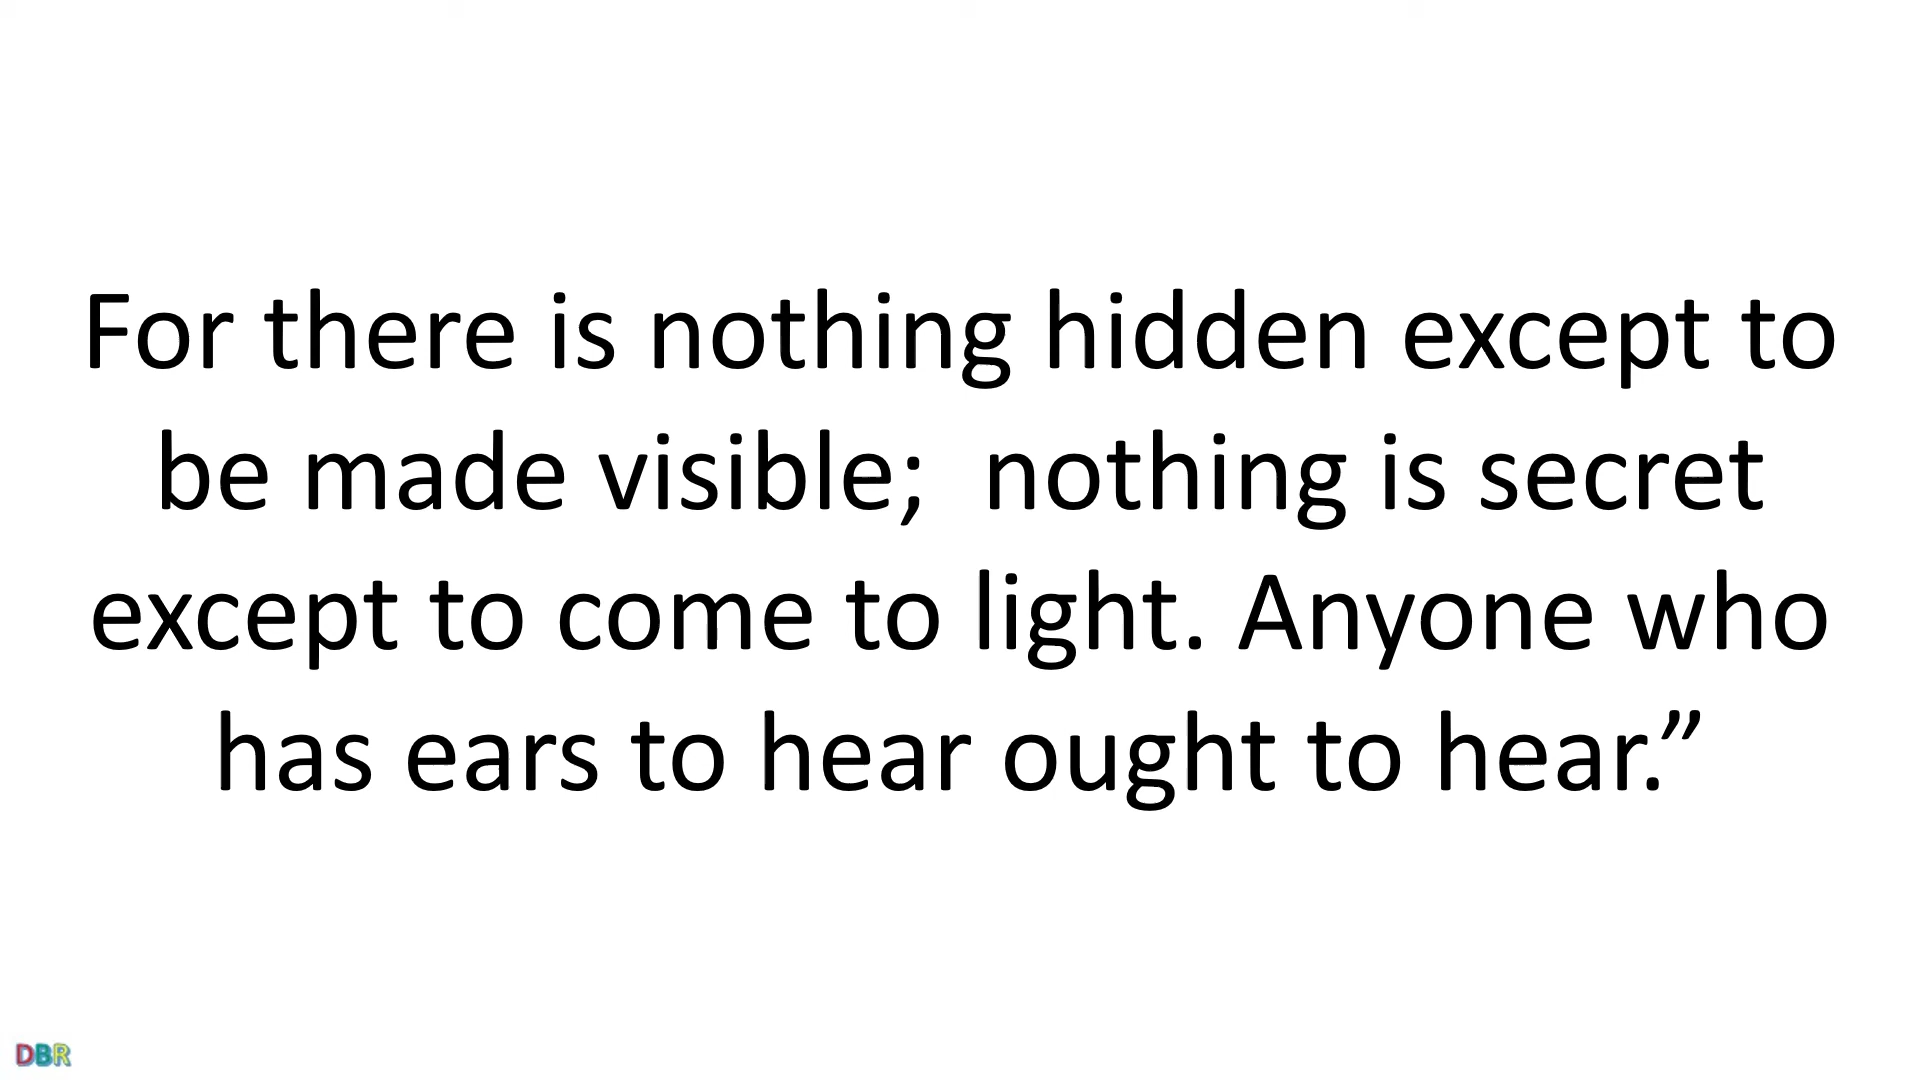 For there is nothing hidden except to
be made visible;  nothing is secret
except to come to light. Anyone who
has ears to hear ought to hear.”
DBR